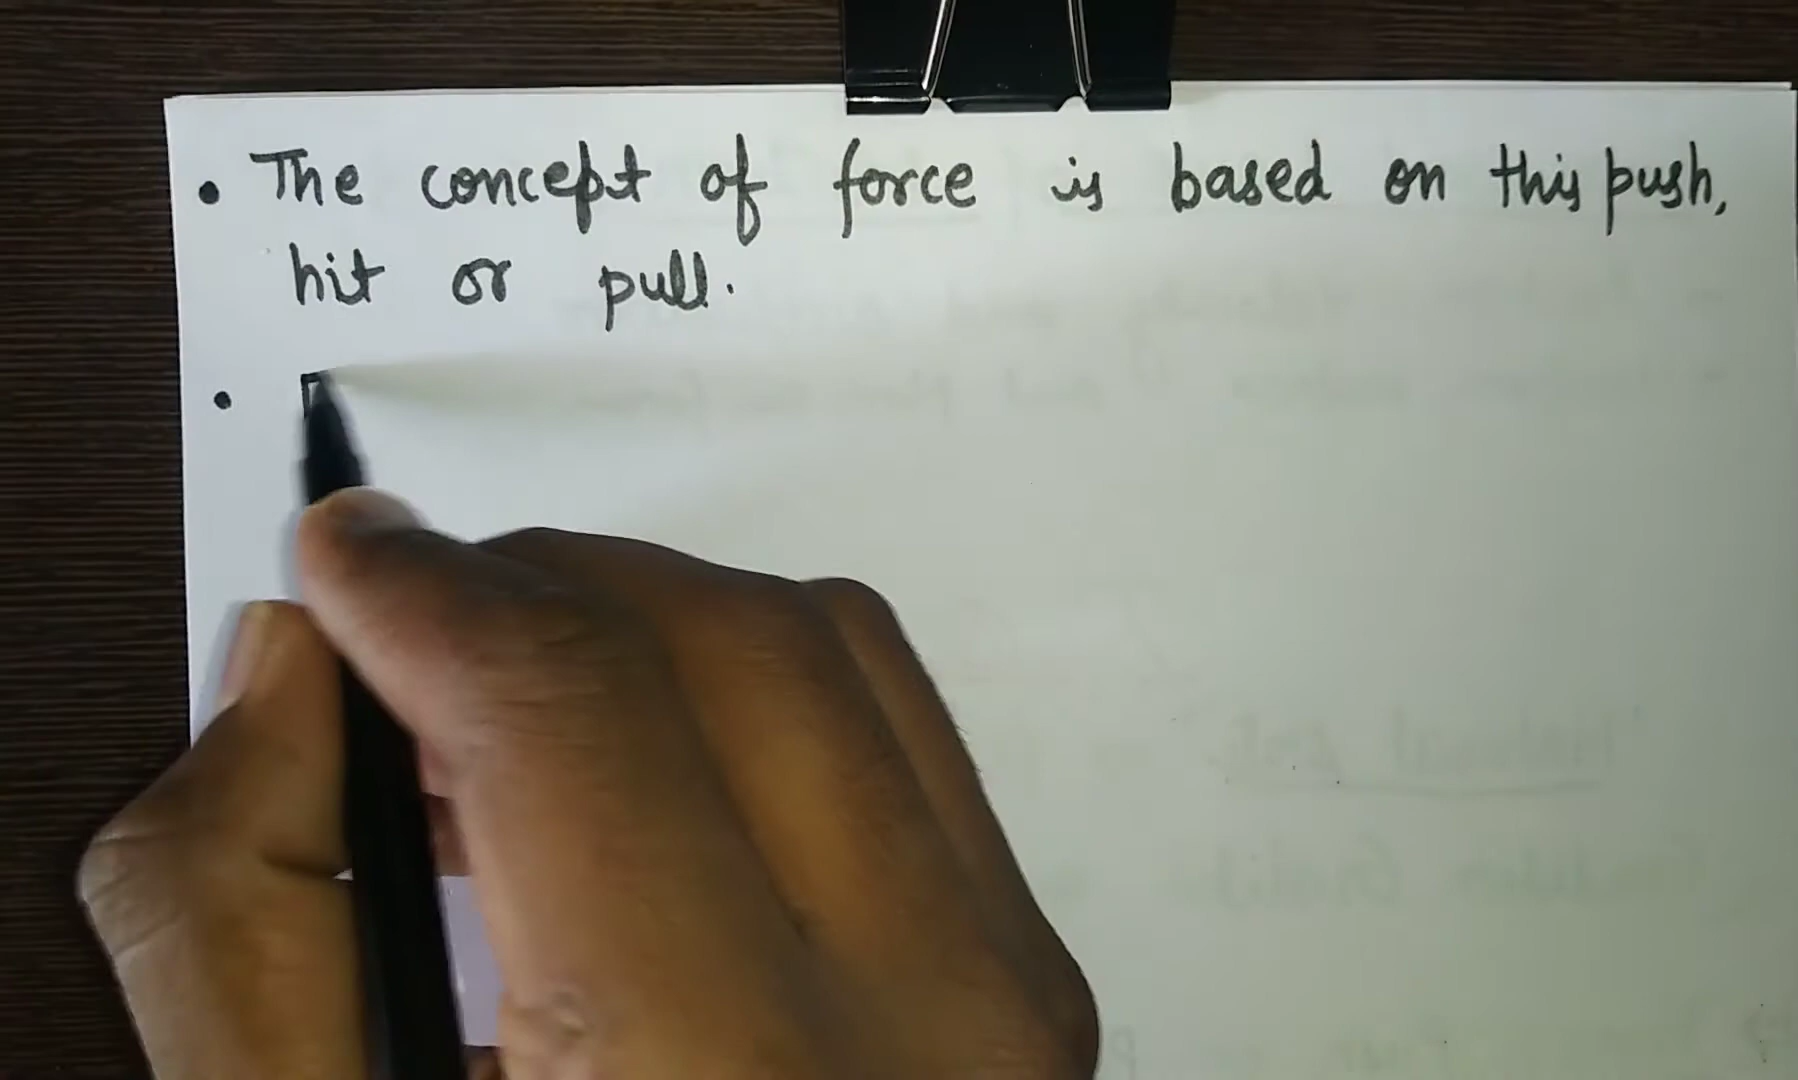 • The concept of force is based on this push,
hit or pull.
•